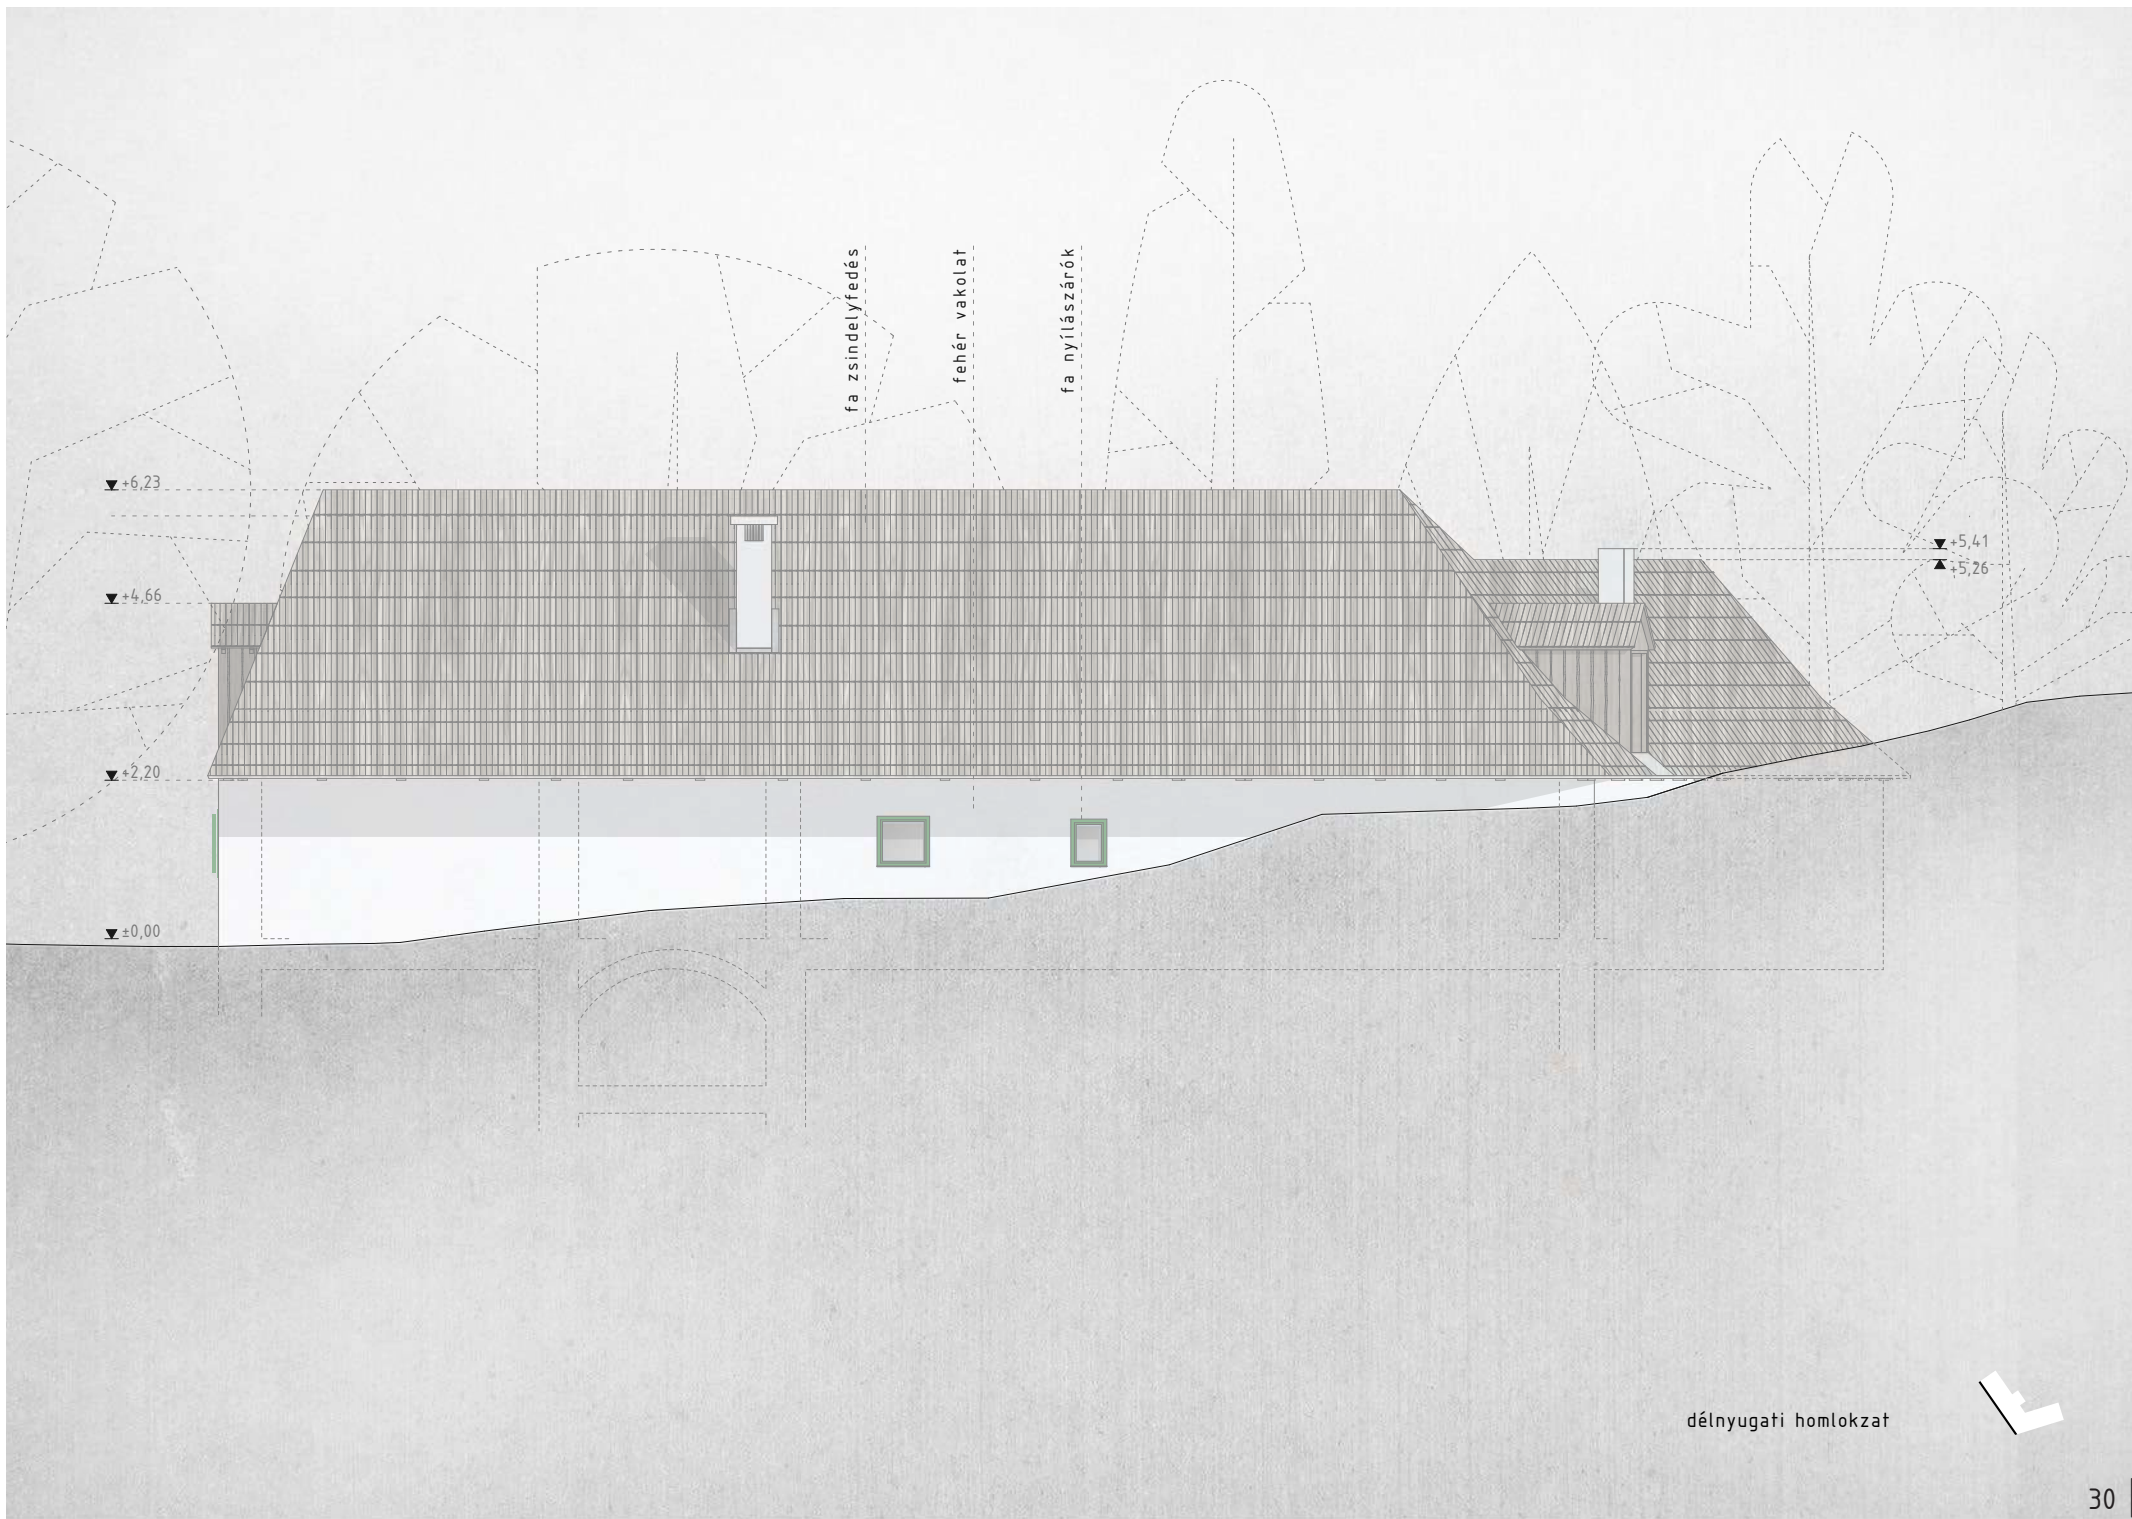 fa zsindelyfedés
fehér vakolat
fa nyílászárók
+6,23
+5,41
+5,26
+4,66
+2,20
±0,00
délnyugati homlokzat
30